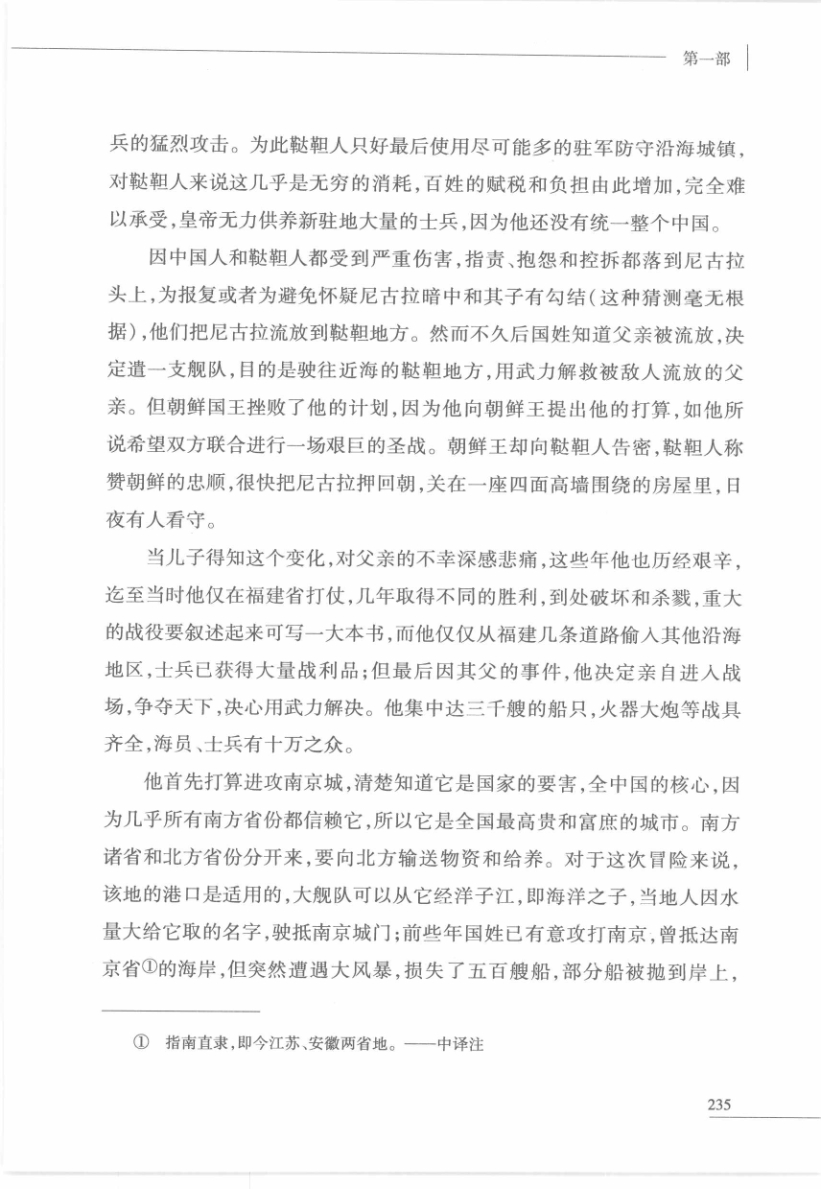 第一部
兵的猛烈攻击。为此鞑靼人只好最后使用尽可能多的驻军防守沿海城镇，
对鞑靼人来说这几乎是无穷的消耗，百姓的赋税和负担由此增加，完全难
以承受，皇帝无力供养新驻地大量的士兵，因为他还没有统一整个中国。
因中国人和鞑靼人都受到严重伤害，指责、抱怨和控拆都落到尼古拉
头上，为报复或者为避免怀疑尼古拉暗中和其子有勾结（这种猜测毫无根
据），他们把尼古拉流放到鞑靼地方。然而不久后国姓知道父亲被流放，决
定遣一支舰队，目的是驶往近海的鞑靼地方，用武力解救被敌人流放的父
亲。但朝鲜国王挫败了他的计划，因为他向朝鲜王提出他的打算，如他所
说希望双方联合进行一场艰巨的圣战。朝鲜王却向鞑靼人告密，鞑靼人称
赞朝鲜的忠顺，很快把尼古拉押回朝，关在一座四面高墙围绕的房屋里，日
夜有人看守。
当儿子得知这个变化，对父亲的不幸深感悲痛，这些年他也历经艰辛，
迄至当时他仅在福建省打仗，几年取得不同的胜利，到处破坏和杀戮，重大
的战役要叙述起来可写一大本书，而他仅仅从福建几条道路偷入其他沿海
地区，士兵已获得大量战利品；但最后因其父的事件，他决定亲自进入战
场，争夺天下，决心用武力解决。他集中达三千艘的船只，火器大炮等战具
齐全，海员、士兵有十万之众。
他首先打算进攻南京城，清楚知道它是国家的要害，全中国的核心，因
为几乎所有南方省份都信赖它，所以它是全国最高贵和富庶的城市。南方
诸省和北方省份分开来，要向北方输送物资和给养。对于这次冒险来说，
该地的港口是适用的，大舰队可以从它经洋子江，即海洋之子，当地人因水
量大给它取的名字，驶抵南京城门；前些年国姓已有意攻打南京，曾抵达南
京省①的海岸，但突然遭遇大风暴，损失了五百艘船，部分船被抛到岸上，
① 指南直隶，即今江苏、安徽两省地。——中译注
235